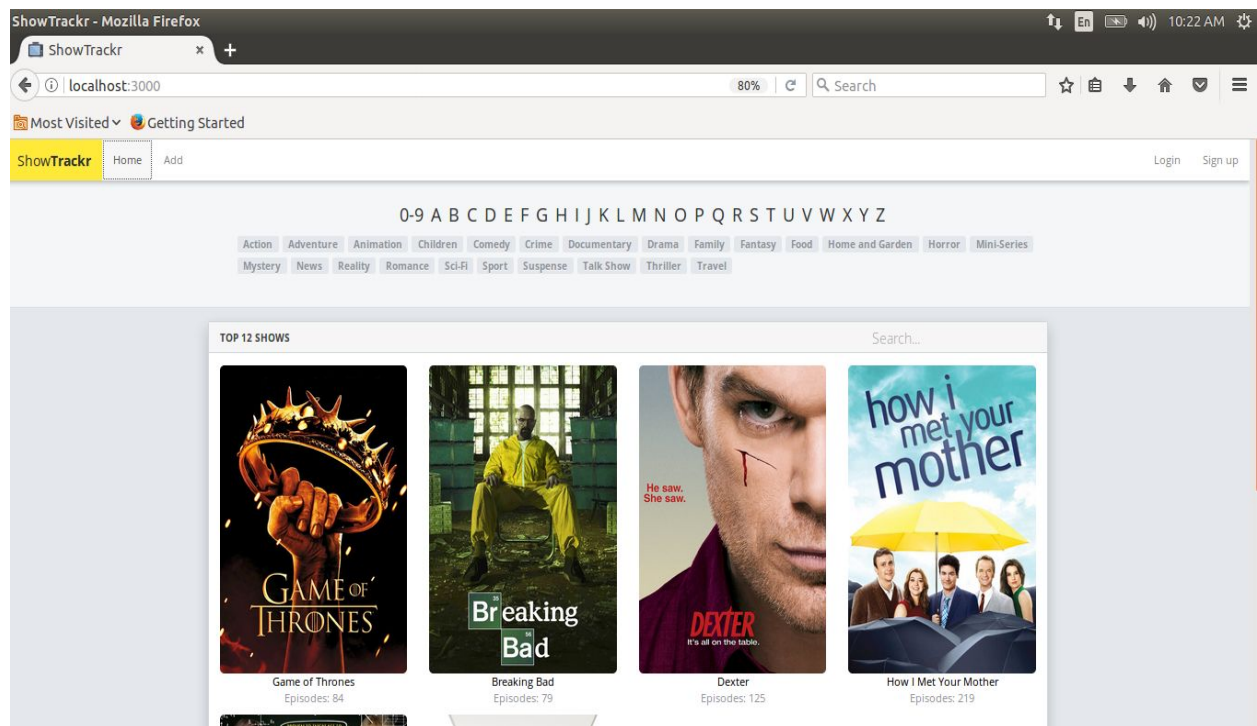 ShowTrackr - Mozilla Firefox
En
10:22 AM
ShowTrackr
localhost:3000
80%
Search
Most Visited
Getting Started
ShowTrackr Home Add Login Sign up
0-9 A B C D E F G H I J K L M N O P Q R S T U V W X Y Z
Action Adventure Animation Children Comedy Crime Documentary Drama Family Fantasy Food Home and Garden Horror Mini-Series
Mystery News Reality Romance Sci-Fi Sport Suspense Talk Show Thriller Travel
TOP 12 SHOWS
Search...
GAME OF
THRONES
Game of Thrones
Episodes: 84
Breaking
Bad
Breaking Bad
Episodes: 79
He saw.
She saw.
DEXTER
It's all on the table.
Dexter
Episodes: 125
how i
met your
mother
How I Met Your Mother
Episodes: 219